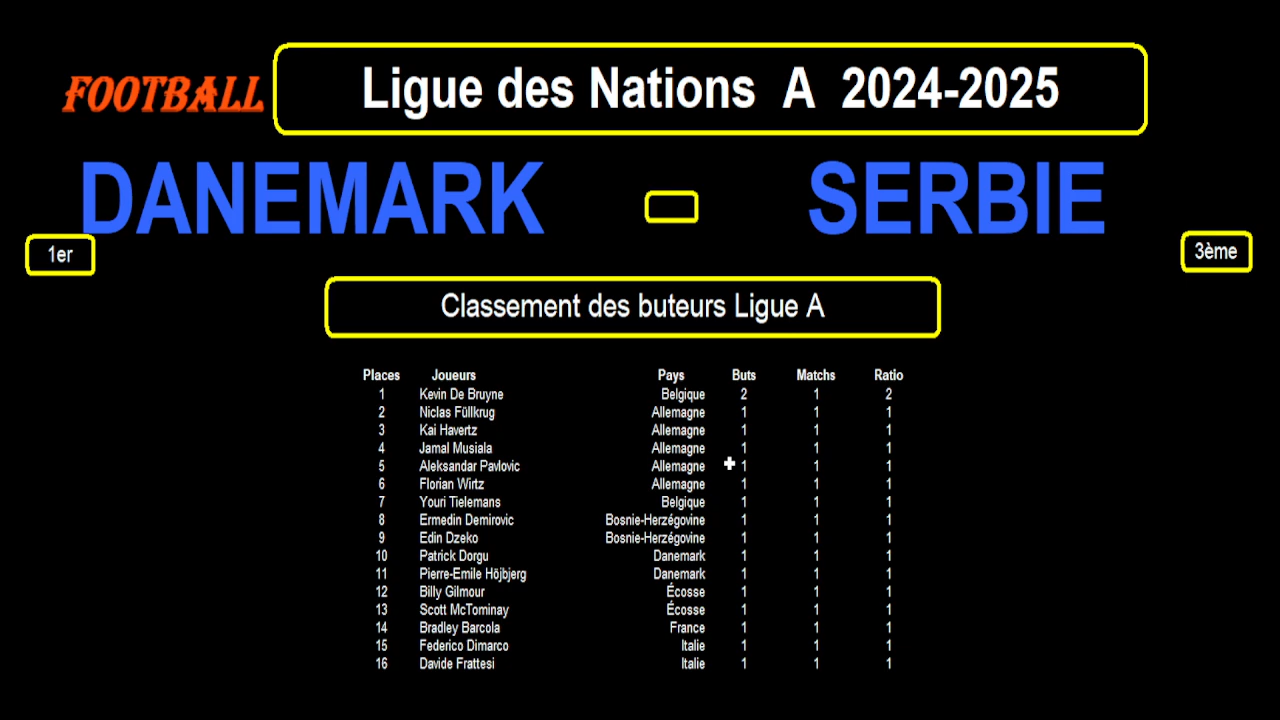 FOOTBALL
Ligue des Nations A 2024-2025
DANEMARK
SERBIE
1er
3ème
Classement des buteurs Ligue A
Places Joueurs Pays Buts Matchs Ratio
1 Kevin De Bruyne Belgique 2 1 2
2 Niclas Füllkrug Allemagne 1 1 1
3 Kai Havertz Allemagne 1 1 1
4 Jamal Musiala Allemagne 1 1 1
5 Aleksandar Pavlovic Allemagne 1 1 1
6 Florian Wirtz Allemagne 1 1 1
7 Youri Tielemans Belgique 1 1 1
8 Ermedin Demirovic Bosnie-Herzégovine 1 1 1
9 Edin Dzeko Bosnie-Herzégovine 1 1 1
10 Patrick Dorgu Danemark 1 1 1
11 Pierre-Emile Höjbjerg Danemark 1 1 1
12 Billy Gilmour Écosse 1 1 1
13 Scott McTominay Écosse 1 1 1
14 Bradley Barcola France 1 1 1
15 Federico Dimarco Italie 1 1 1
16 Davide Frattesi Italie 1 1 1